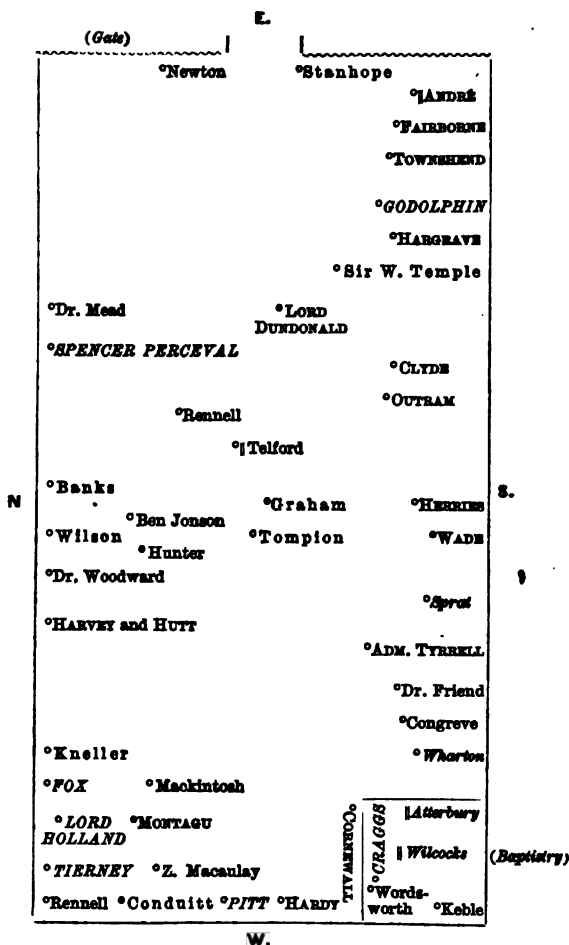 E.
(Gate)
Newton Stanhope
ANDRÉ
FAIRBORNE
TOWNSHEND
GODOLPHIN
HARGRAVE
Sir W. Temple
Dr. Mead LORD
DUNDONALD
SPENCER PERCEVAL
CLYDE
OUTRAM
Rennell
Telford
Banks S.
N Graham HERRIES
Ben Jonson
Wilson Tompion WADE
Hunter
Dr. Woodward
Sprat
HARVEY and HUTT
ADM. TYRRELL
Dr. Friend
Congreve
Kneller Wharton
FOX Mackintosh
Atterbury
LORD MONTAGU CORNEWALL CRAGGS
HOLLAND
Wilcocks (Baptistry)
TIERNEY Z. Macaulay
Words-
Rennell Conduitt PITT HARDY worth Keble
W.